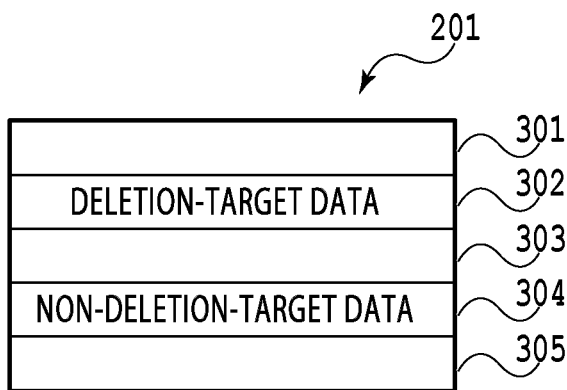 201
301
DELETION-TARGET DATA 302
303
NON-DELETION-TARGET DATA 304
305